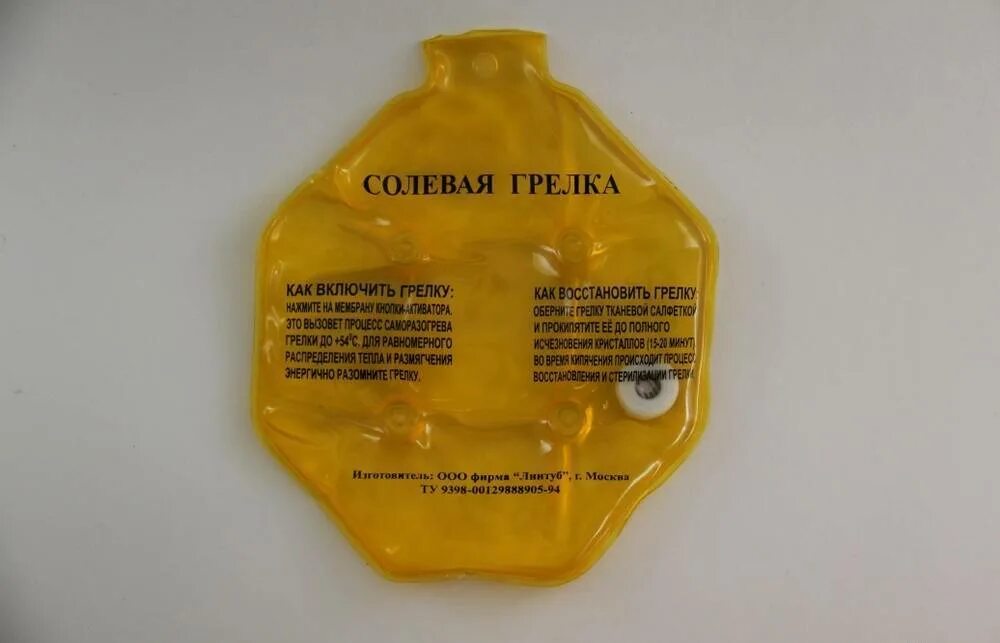 СОЛЕВАЯ ГРЕЛКА
КАК ВКЛЮЧИТЬ ГРЕЛКУ:
НАЖМИТЕ НА МЕМБРАНУ КНОПКИ-АКТИВАТОРА.
ЭТО ВЫЗОВЕТ ПРОЦЕСС САМОРАЗОГРЕВА
ГРЕЛКИ ДО +54°С. ДЛЯ РАВНОМЕРНОГО
РАСПРЕДЕЛЕНИЯ ТЕПЛА И РАЗМЯГЧЕНИЯ
ЭНЕРГИЧНО РАЗОМНИТЕ ГРЕЛКУ.
КАК ВОССТАНОВИТЬ ГРЕЛКУ:
ОБЕРНИТЕ ГРЕЛКУ ТКАНЕВОЙ САЛФЕТКОЙ
И ПРОКИПЯТИТЕ ЕЁ ДО ПОЛНОГО
ИСЧЕЗНОВЕНИЯ КРИСТАЛЛОВ (15-20 МИНУТ)
ВО ВРЕМЯ КИПЯЧЕНИЯ ПРОИСХОДИТ ПРОЦЕСС
ВОССТАНОВЛЕНИЯ И СТЕРИЛИЗАЦИИ ГРЕЛКИ.
Изготовитель: ООО фирма "Линтуб", г. Москва
ТУ 9398-00129888905-94